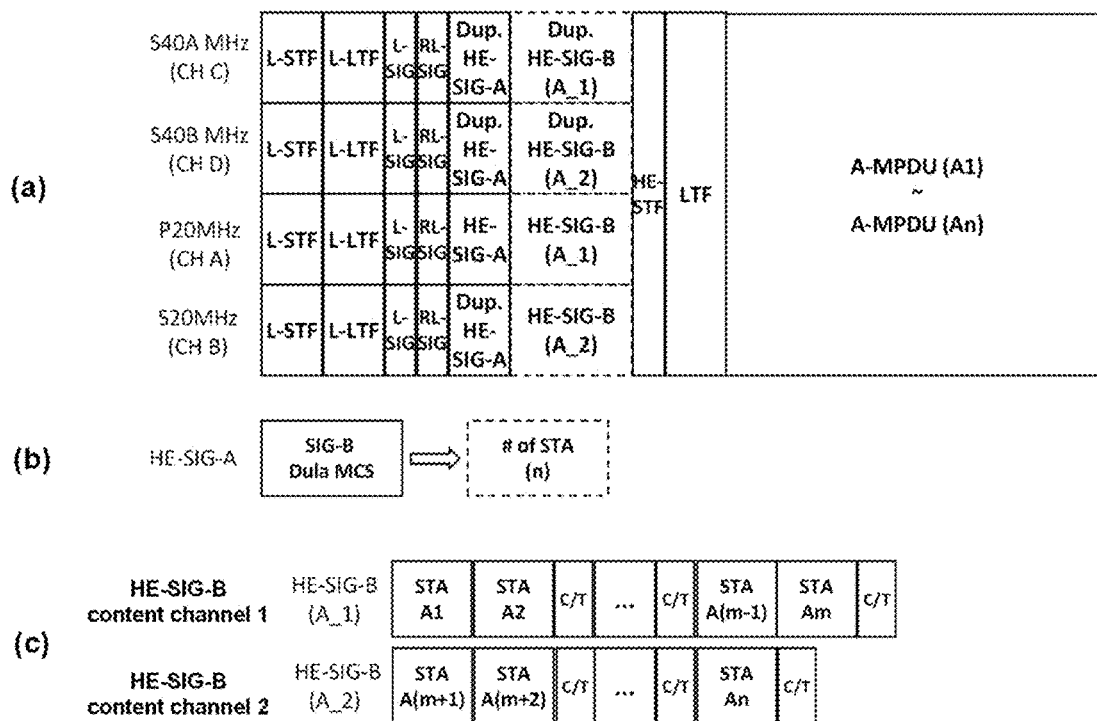 (a)
S40A MHz
(CH C)
L-STF
L-LTF
L-
SIG
RL-
SIG
Dup.
HE-
SIG-A
Dup.
HE-SIG-B
(A_1)
S40B MHz
(CH D)
L-STF
L-LTF
L-
SIG
RL-
SIG
Dup.
HE-
SIG-A
Dup.
HE-SIG-B
(A_2)
P20MHz
(CH A)
L-STF
L-LTF
L-
SIG
RL-
SIG
HE-
SIG-A
HE-SIG-B
(A_1)
S20MHz
(CH B)
L-STF
L-LTF
L-
SIG
RL-
SIG
Dup.
HE-
SIG-A
HE-SIG-B
(A_2)
HE-
STF
LTF
A-MPDU (A1)
~
A-MPDU (An)
(b)
HE-SIG-A
SIG-B
Dula MCS
# of STA
(n)
(c)
HE-SIG-B
content channel 1
HE-SIG-B
(A_1)
STA
A1
STA
A2
C/T
...
C/T
STA
A(m-1)
STA
Am
C/T
HE-SIG-B
content channel 2
HE-SIG-B
(A_2)
STA
A(m+1)
STA
A(m+2)
C/T
...
C/T
STA
An
C/T